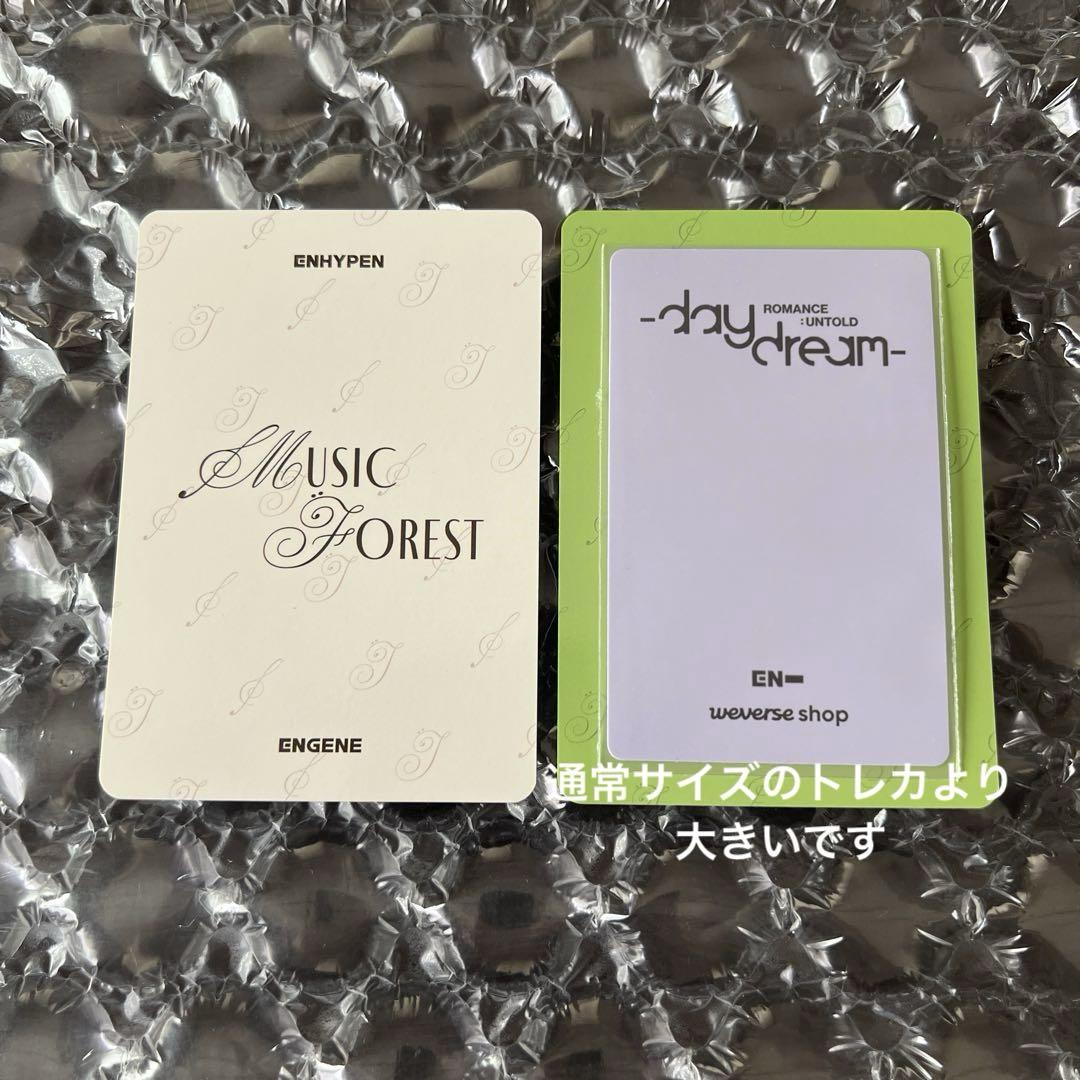 ENHYPEN
MUSIC
FOREST
ENGENE
-day
ROMANCE
:UNTOLD
dream-
EN-
weverse shop
通常サイズのトレカより
大きいです